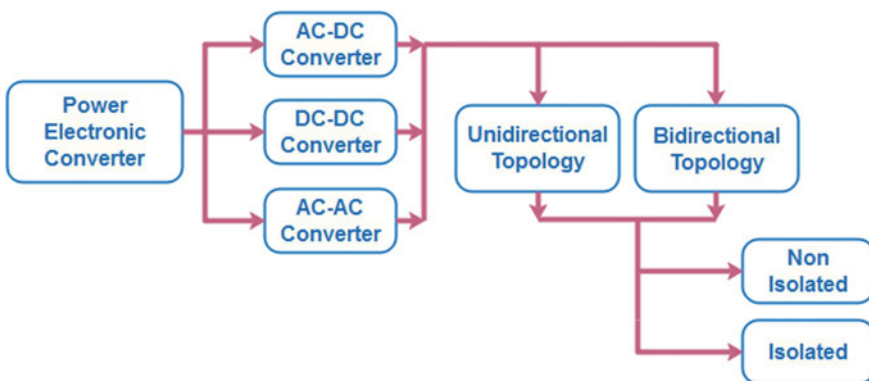 Power
Electronic
Converter
AC-DC
Converter
DC-DC
Converter
AC-AC
Converter
Unidirectional
Topology
Bidirectional
Topology
Non
Isolated
Isolated